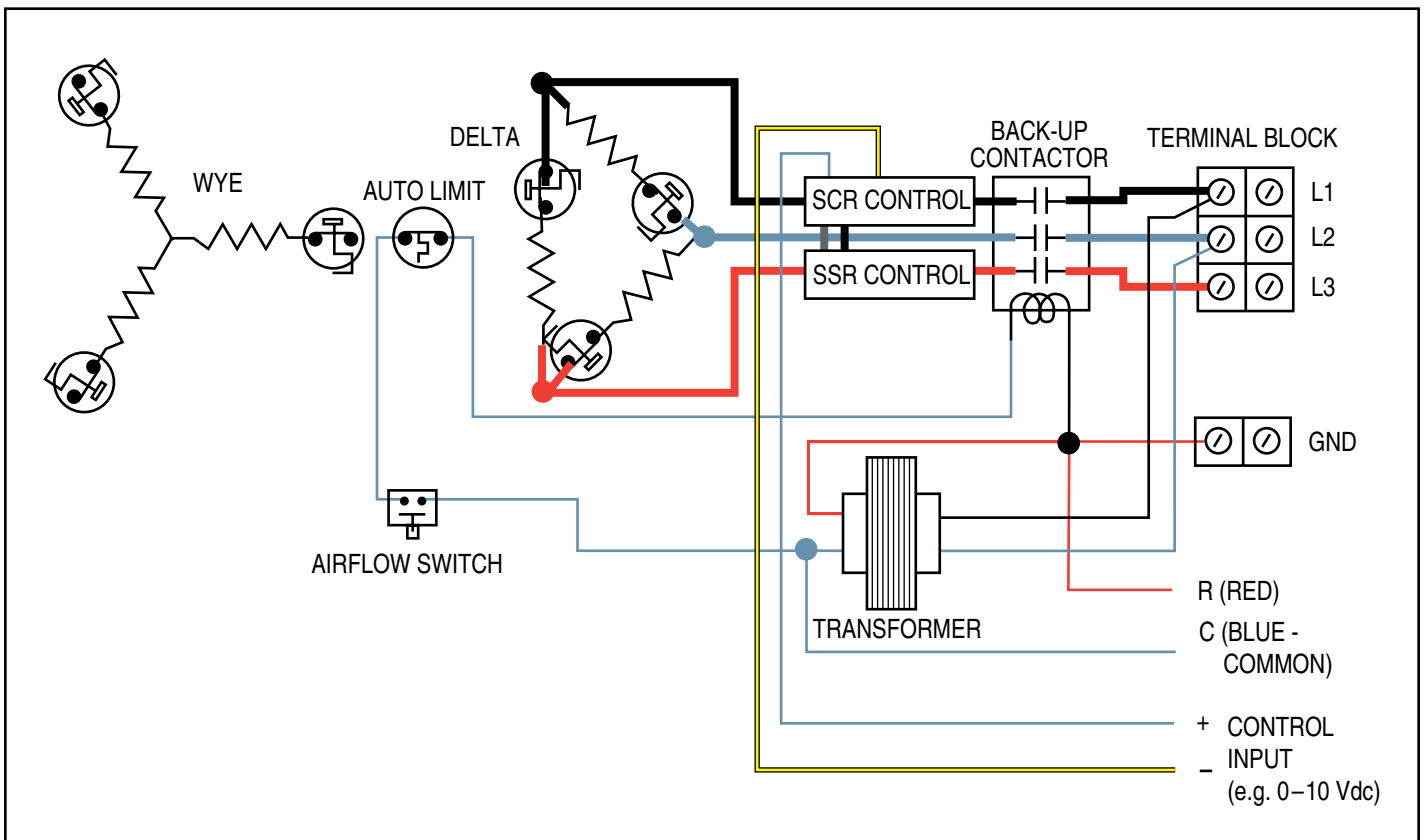 WYE
AUTO LIMIT
DELTA
BACK-UP
CONTACTOR
TERMINAL BLOCK
SCR CONTROL
SSR CONTROL
L1
L2
L3
GND
AIRFLOW SWITCH
TRANSFORMER
R (RED)
C (BLUE -
COMMON)
+ CONTROL
– INPUT
(e.g. 0–10 Vdc)